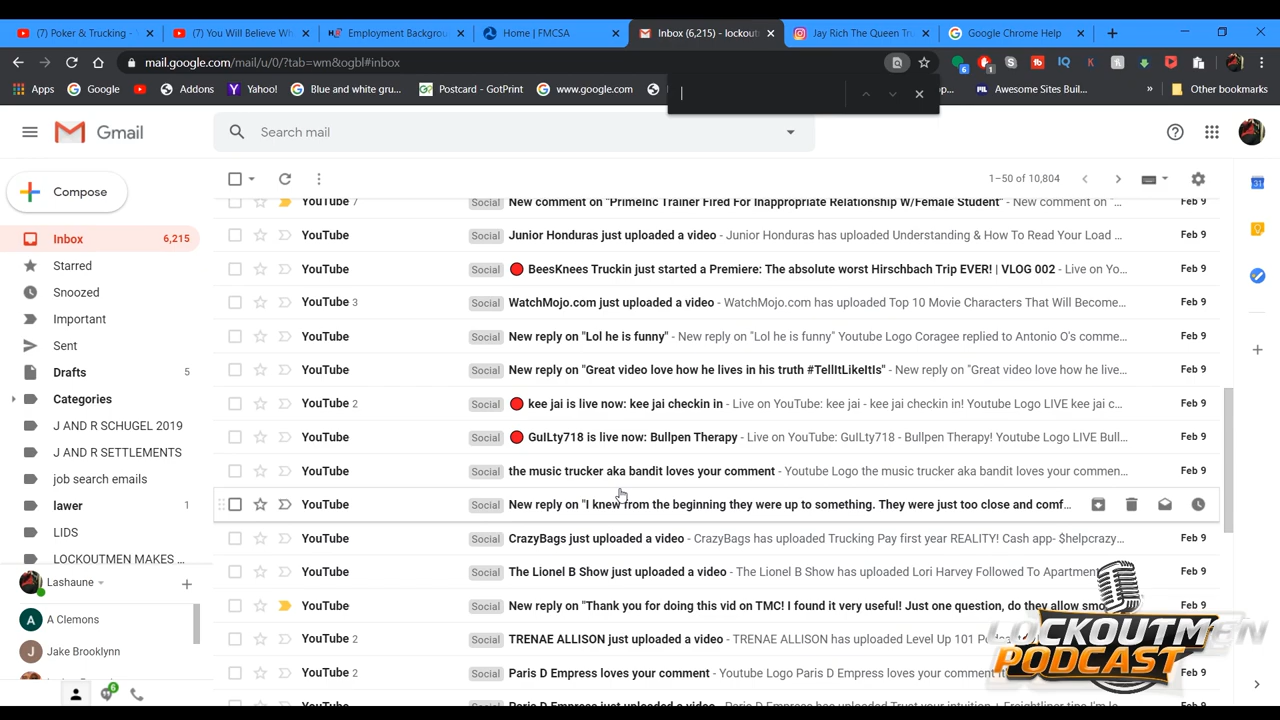 (7) Poker & Trucking -
(7) You Will Believe Wh
Employment Backgrou
Home | FMCSA
Inbox (6,215) - lockout
Jay Rich The Queen Tr
Google Chrome Help
mail.google.com/mail/u/0/?tab=wm&ogbl#inbox
Apps
Google
YouTube
Addons
Yahoo!
Blue and white gru...
Postcard - GotPrint
www.google.com
Awesome Sites Buil...
»
Other bookmarks
Gmail
Search mail
Compose
1–50 of 10,804
Inbox 6,215
Starred
Snoozed
Important
Sent
Drafts 5
Categories
J AND R SCHUGEL 2019
J AND R SETTLEMENTS
job search emails
lawer 1
LIDS
LOCKOUTMEN MAKES ...
Lashaune
A Clemons
Jake Brooklynn
6
YouTube 7 Social New comment on "PrimeInc Trainer Fired For Inappropriate Relationship W/Female Student" - New comment on "... Feb 9
YouTube Social Junior Honduras just uploaded a video - Junior Honduras has uploaded Understanding & How To Read Your Load ... Feb 9
YouTube Social BeesKnees Truckin just started a Premiere: The absolute worst Hirschbach Trip EVER! | VLOG 002 - Live on Yo... Feb 9
YouTube 3 Social WatchMojo.com just uploaded a video - WatchMojo.com has uploaded Top 10 Movie Characters That Will Become... Feb 9
YouTube Social New reply on "Lol he is funny" - New reply on "Lol he is funny" Youtube Logo Coragee replied to Antonio O's comme... Feb 9
YouTube Social New reply on "Great video love how he lives in his truth #TellItLikeItIs" - New reply on "Great video love how he live... Feb 9
YouTube 2 Social kee jai is live now: kee jai checkin in - Live on YouTube: kee jai - kee jai checkin in! Youtube Logo LIVE kee jai c... Feb 9
YouTube Social GuILty718 is live now: Bullpen Therapy - Live on YouTube: GuILty718 - Bullpen Therapy! Youtube Logo LIVE Bull... Feb 9
YouTube Social the music trucker aka bandit loves your comment - Youtube Logo the music trucker aka bandit loves your commen... Feb 9
YouTube Social New reply on "I knew from the beginning they were up to something. They were just too close and comf...
YouTube Social CrazyBags just uploaded a video - CrazyBags has uploaded Trucking Pay first year REALITY! Cash app- $helpcrazy... Feb 9
YouTube Social The Lionel B Show just uploaded a video - The Lionel B Show has uploaded Lori Harvey Followed To Apartment Feb 9
YouTube Social New reply on "Thank you for doing this vid on TMC! I found it very useful! Just one question, do they allow smo Feb 9
YouTube 2 Social TRENAE ALLISON just uploaded a video - TRENAE ALLISON has uploaded Level Up 101
YouTube 2 Social Paris D Empress loves your comment - Youtube Logo Paris D Empress loves your comment Feb 9
LOCKOUTMEN
PODCAST